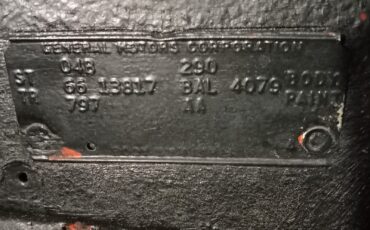 GENERAL MOTORS CORPORATION
04B 290
ST 66 13817 BAL 4079 BODY
TR 797 AA PAINT